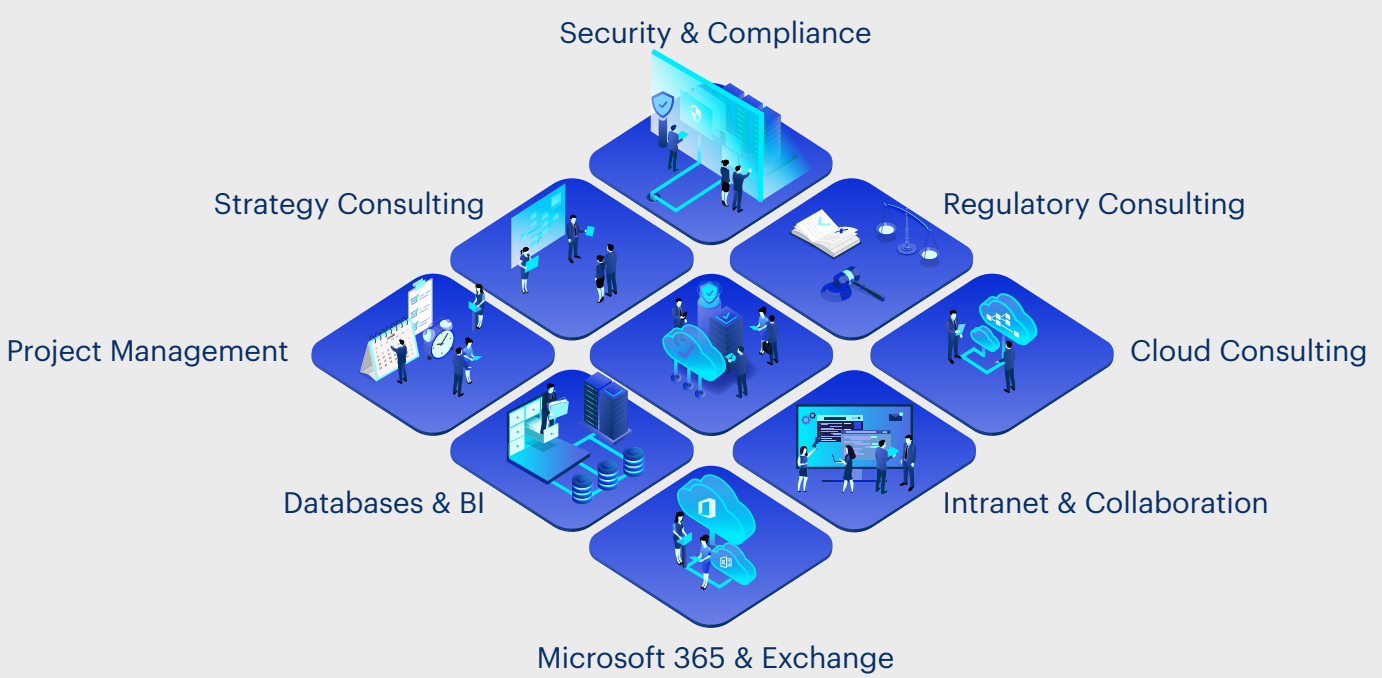 Security & Compliance
Strategy Consulting
Regulatory Consulting
Project Management
Cloud Consulting
Databases & BI
Intranet & Collaboration
Microsoft 365 & Exchange